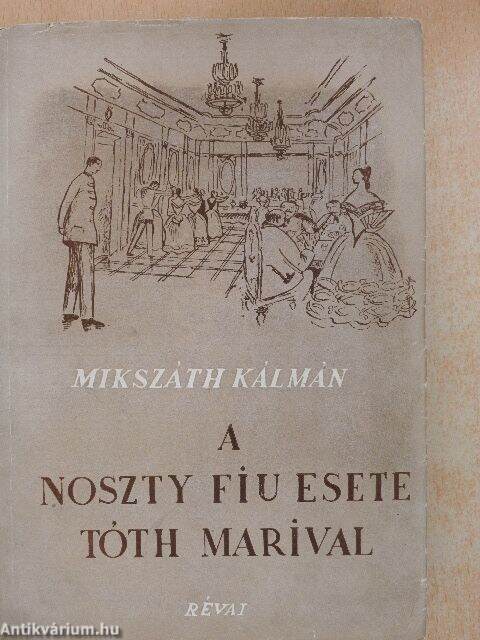 MIKSZÁTH KÁLMÁN
A
NOSZTY FIU ESETE
TÓTH MARIVAL
RÉVAI
Antikvárium.hu